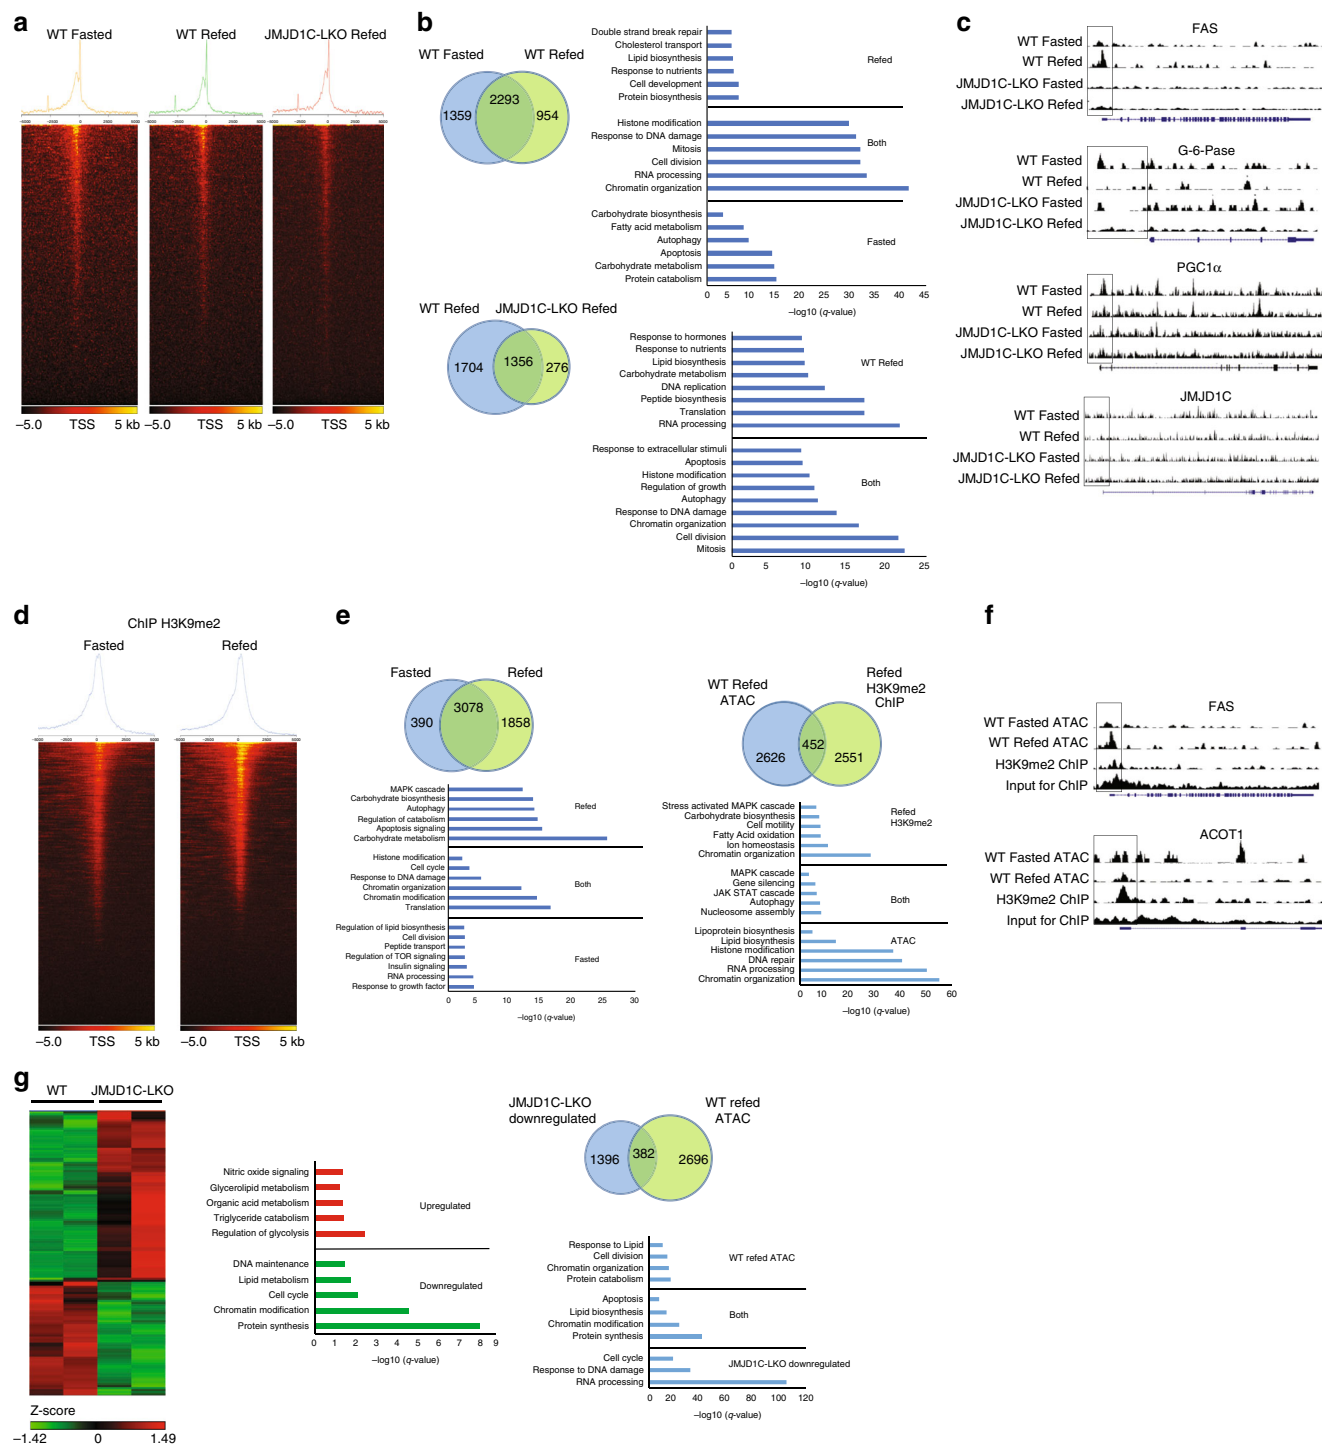 a
WT Fasted
WT Refed
JMJD1C-LKO Refed
−5.0 TSS 5 kb
−5.0 TSS 5 kb
−5.0 TSS 5 kb
b
WT Fasted
WT Refed
1359
2293
954
Double strand break repair
Cholesterol transport
Lipid biosynthesis
Response to nutrients
Cell development
Protein biosynthesis
Refed
Histone modification
Response to DNA damage
Mitosis
Cell division
RNA processing
Chromatin organization
Both
Carbohydrate biosynthesis
Fatty acid metabolism
Autophagy
Apoptosis
Carbohydrate metabolism
Protein catabolism
Fasted
0 5 10 15 20 25 30 35 40 45
−log10 (q-value)
WT Refed
JMJD1C-LKO Refed
1704
1356
276
Response to hormones
Response to nutrients
Lipid biosynthesis
Carbohydrate metabolism
DNA replication
Peptide biosynthesis
Translation
RNA processing
WT Refed
Response to extracellular stimuli
Apoptosis
Histone modification
Regulation of growth
Autophagy
Response to DNA damage
Chromatin organization
Cell division
Mitosis
Both
0 5 10 15 20 25
−log10 (q-value)
c
FAS
WT Fasted
WT Refed
JMJD1C-LKO Fasted
JMJD1C-LKO Refed
G-6-Pase
WT Fasted
WT Refed
JMJD1C-LKO Fasted
JMJD1C-LKO Refed
PGC1α
WT Fasted
WT Refed
JMJD1C-LKO Fasted
JMJD1C-LKO Refed
JMJD1C
WT Fasted
WT Refed
JMJD1C-LKO Fasted
JMJD1C-LKO Refed
d
ChIP H3K9me2
Fasted
Refed
−5.0 TSS 5 kb
−5.0 TSS 5 kb
e
Fasted
Refed
390
3078
1858
MAPK cascade
Carbohydrate biosynthesis
Autophagy
Regulation of catabolism
Apoptosis signaling
Carbohydrate metabolism
Refed
Histone modification
Cell cycle
Response to DNA damage
Chromatin organization
Chromatin modification
Translation
Both
Regulation of lipid biosynthesis
Cell division
Peptide transport
Regulation of TOR signaling
Insulin signaling
RNA processing
Response to growth factor
Fasted
0 5 10 15 20 25 30
−log10 (q-value)
WT Refed
ATAC
Refed
H3K9me2
ChIP
2626
452
2551
Stress activated MAPK cascade
Carbohydrate biosynthesis
Cell motility
Fatty Acid oxidation
Ion homeostasis
Chromatin organization
Refed
H3K9me2
MAPK cascade
Gene silencing
JAK STAT cascade
Autophagy
Nucleosome assembly
Both
Lipoprotein biosynthesis
Lipid biosynthesis
Histone modification
DNA repair
RNA processing
Chromatin organization
ATAC
0 10 20 30 40 50 60
−log10 (q-value)
f
FAS
WT Fasted ATAC
WT Refed ATAC
H3K9me2 ChIP
Input for ChIP
ACOT1
WT Fasted ATAC
WT Refed ATAC
H3K9me2 ChIP
Input for ChIP
g
WT
JMJD1C-LKO
Z-score
−1.42 0 1.49
Nitric oxide signaling
Glycerolipid metabolism
Organic acid metabolism
Triglyceride catabolism
Regulation of glycolysis
Upregulated
DNA maintenance
Lipid metabolism
Cell cycle
Chromatin modification
Protein synthesis
Downregulated
0 1 2 3 4 5 6 7 8 9
−log10 (q-value)
JMJD1C-LKO
downregulated
WT refed
ATAC
1396
382
2696
Response to Lipid
Cell division
Chromatin organization
Protein catabolism
WT refed ATAC
Apoptosis
Lipid biosynthesis
Chromatin modification
Protein synthesis
Both
Cell cycle
Response to DNA damage
RNA processing
JMJD1C-LKO downregulated
0 20 40 60 80 100 120
−log10 (q-value)